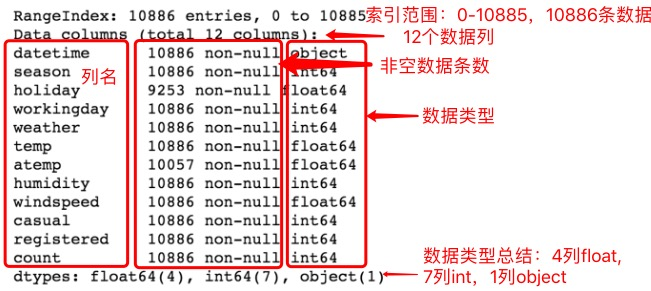 RangeIndex: 10886 entries, 0 to 10885 索引范围：0-10885，10886条数据
Data columns (total 12 columns): 12个数据列
datetime 10886 non-null object
season 10886 non-null int64
列名
非空数据条数
holiday 9253 non-null float64
workingday 10886 non-null int64
数据类型
weather 10886 non-null int64
temp 10886 non-null float64
atemp 10057 non-null float64
humidity 10886 non-null int64
windspeed 10886 non-null float64
casual 10886 non-null int64
registered 10886 non-null int64
count 10886 non-null int64
数据类型总结：4列float,
dtypes: float64(4), int64(7), object(1) 7列int，1列object